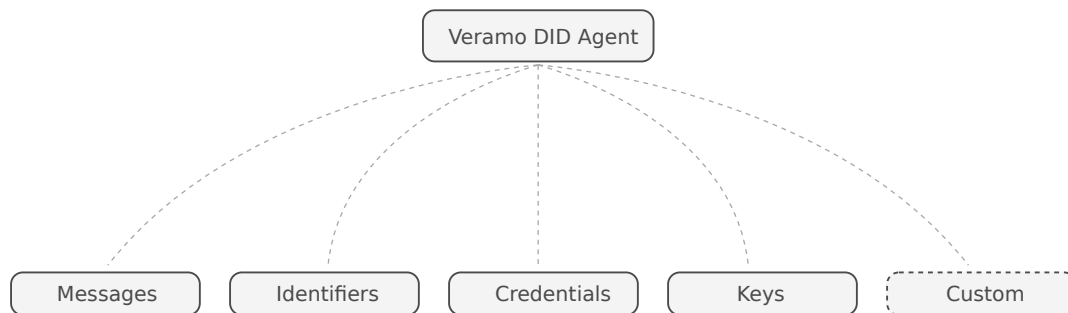 Veramo DID Agent
Messages
Identifiers
Credentials
Keys
Custom